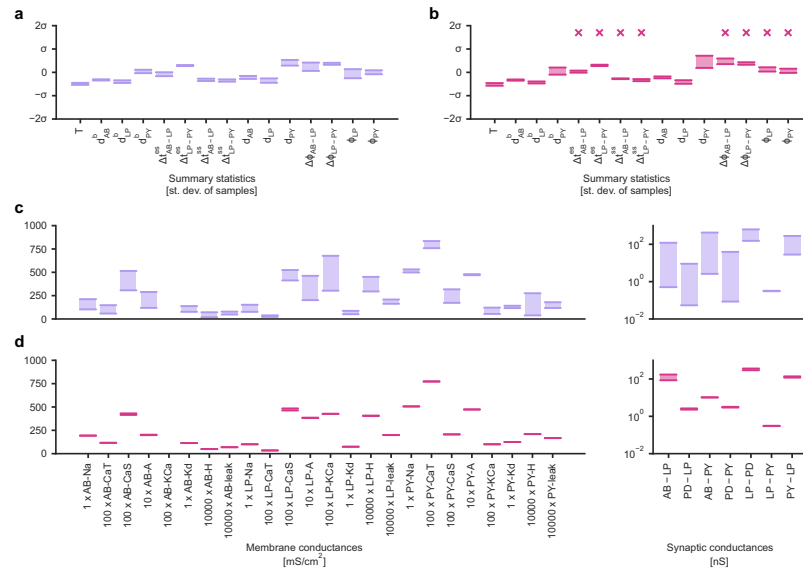 a
2σ
σ
0
−σ
−2σ
T
d^b_AB
d^b_LP
d^b_PY
Δt^es_AB−LP
Δt^es_LP−PY
Δt^ss_AB−LP
Δt^ss_LP−PY
d_AB
d_LP
d_PY
Δϕ_AB−LP
Δϕ_LP−PY
ϕ_LP
ϕ_PY
Summary statistics
[st. dev. of samples]
b
2σ
σ
0
−σ
−2σ
T
d^b_AB
d^b_LP
d^b_PY
Δt^es_AB−LP
Δt^es_LP−PY
Δt^ss_AB−LP
Δt^ss_LP−PY
d_AB
d_LP
d_PY
Δϕ_AB−LP
Δϕ_LP−PY
ϕ_LP
ϕ_PY
Summary statistics
[st. dev. of samples]
c
1000
750
500
250
0
10^2
10^0
10^−2
d
1000
750
500
250
0
1 x AB-Na
100 x AB-CaT
100 x AB-CaS
10 x AB-A
100 x AB-KCa
1 x AB-Kd
10000 x AB-H
10000 x AB-leak
1 x LP-Na
100 x LP-CaT
100 x LP-CaS
10 x LP-A
100 x LP-KCa
1 x LP-Kd
10000 x LP-H
10000 x LP-leak
1 x PY-Na
100 x PY-CaT
100 x PY-CaS
10 x PY-A
100 x PY-KCa
1 x PY-Kd
10000 x PY-H
10000 x PY-leak
Membrane conductances
[mS/cm²]
10^2
10^0
10^−2
AB − LP
PD − LP
AB − PY
PD − PY
LP − PD
LP − PY
PY − LP
Synaptic conductances
[nS]